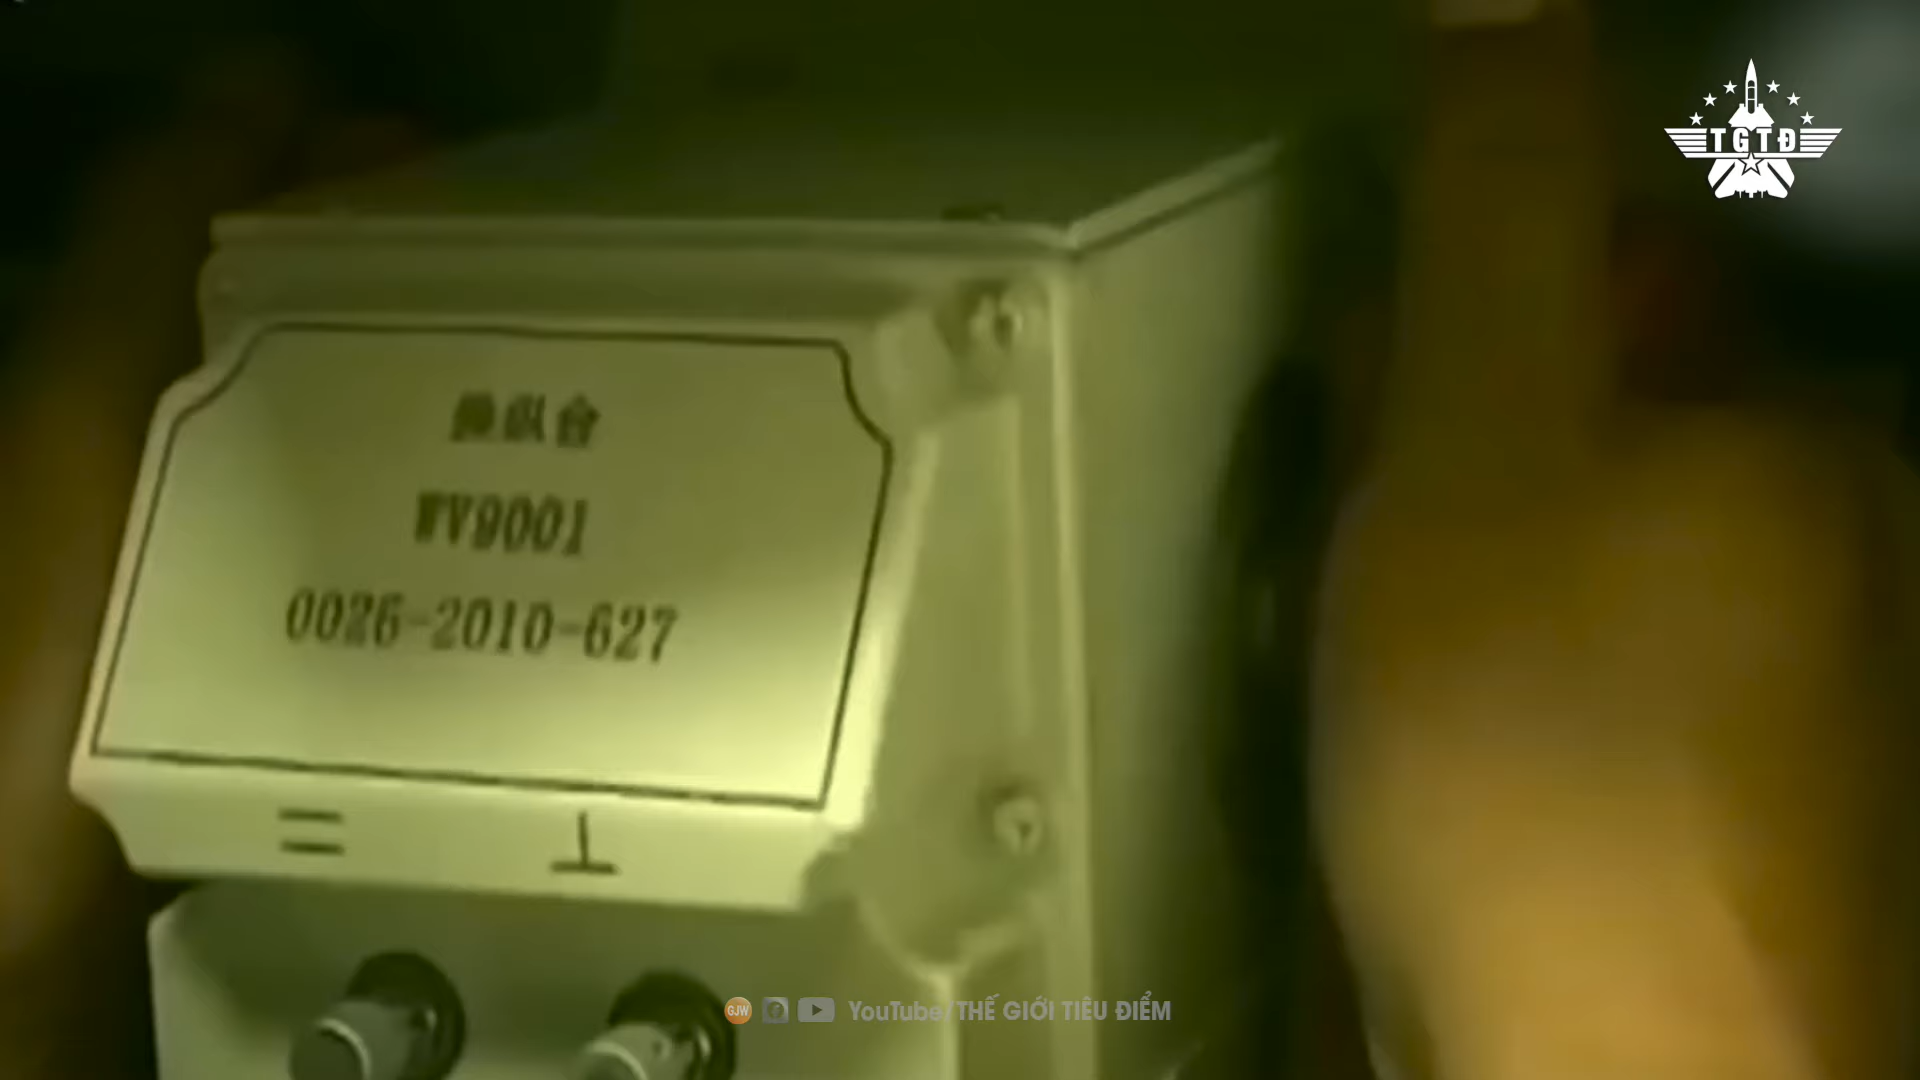 TGTĐ
操纵台
WV9001
0026-2010-627
GJW YouTube/THẾ GIỚI TIÊU ĐIỂM